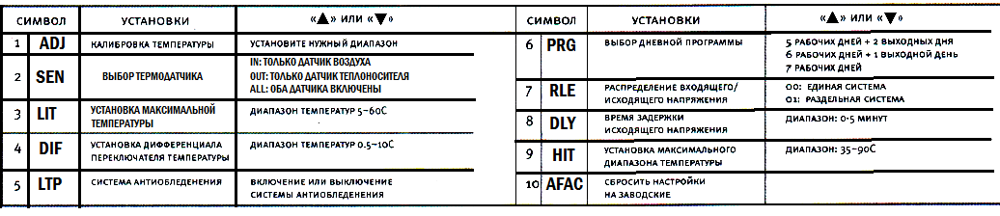 СИМВОЛ УСТАНОВКИ «▲» ИЛИ «▼»
1 ADJ КАЛИБРОВКА ТЕМПЕРАТУРЫ УСТАНОВИТЕ НУЖНЫЙ ДИАПАЗОН
2 SEN ВЫБОР ТЕРМОДАТЧИКА IN: ТОЛЬКО ДАТЧИК ВОЗДУХА
OUT: ТОЛЬКО ДАТЧИК ТЕПЛОНОСИТЕЛЯ
ALL: ОБА ДАТЧИКА ВКЛЮЧЕНЫ
3 LIT УСТАНОВКА МАКСИМАЛЬНОЙ ДИАПАЗОН ТЕМПЕРАТУР 5-60С
ТЕМПЕРАТУРЫ
4 DIF УСТАНОВКА ДИФФЕРЕНЦИАЛА ДИАПАЗОН ТЕМПЕРАТУР 0.5-10С
ПЕРЕКЛЮЧАТЕЛЯ ТЕМПЕРАТУРЫ
5 LTP СИСТЕМА АНТИОБЛЕДЕНЕНИЯ ВКЛЮЧЕНИЕ ИЛИ ВЫКЛЮЧЕНИЕ
СИСТЕМЫ АНТИОБЛЕДЕНЕНИЯ
СИМВОЛ УСТАНОВКИ «▲» ИЛИ «▼»
6 PRG ВЫБОР ДНЕВНОЙ ПРОГРАММЫ 5 РАБОЧИХ ДНЕЙ + 2 ВЫХОДНЫХ ДНЯ
6 РАБОЧИХ ДНЕЙ + 1 ВЫХОДНОЙ ДЕНЬ
7 РАБОЧИХ ДНЕЙ
7 RLE РАСПРЕДЕЛЕНИЕ ВХОДЯЩЕГО/ 00: ЕДИНАЯ СИСТЕМА
ИСХОДЯЩЕГО НАПРЯЖЕНИЯ 01: РАЗДЕЛЬНАЯ СИСТЕМА
8 DLY ВРЕМЯ ЗАДЕРЖКИ ДИАПАЗОН: 0-5 МИНУТ
ИСХОДЯЩЕГО НАПРЯЖЕНИЯ
9 HIT УСТАНОВКА МАКСИМАЛЬНОГО ДИАПАЗОН: 35-90С
ДИАПАЗОНА ТЕМПЕРАТУРЫ
10 AFAC СБРОСИТЬ НАСТРОЙКИ
НА ЗАВОДСКИЕ